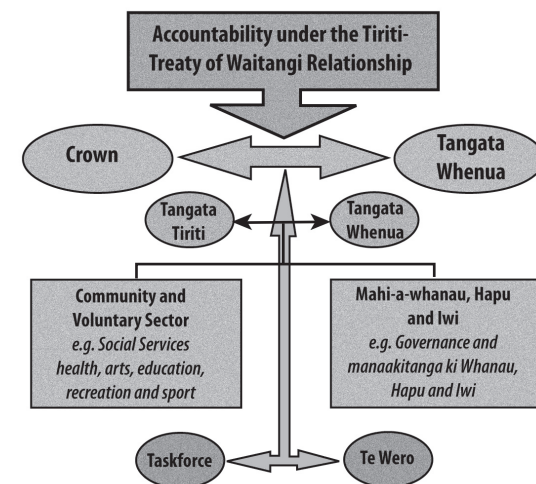 Accountability under the Tiriti-
Treaty of Waitangi Relationship
Crown
Tangata
Whenua
Tangata
Tiriti
Tangata
Whenua
Community and
Voluntary Sector
e.g. Social Services
health, arts, education,
recreation and sport
Mahi-a-whanau, Hapu
and Iwi
e.g. Governance and
manaakitanga ki Whanau,
Hapu and Iwi
Taskforce
Te Wero